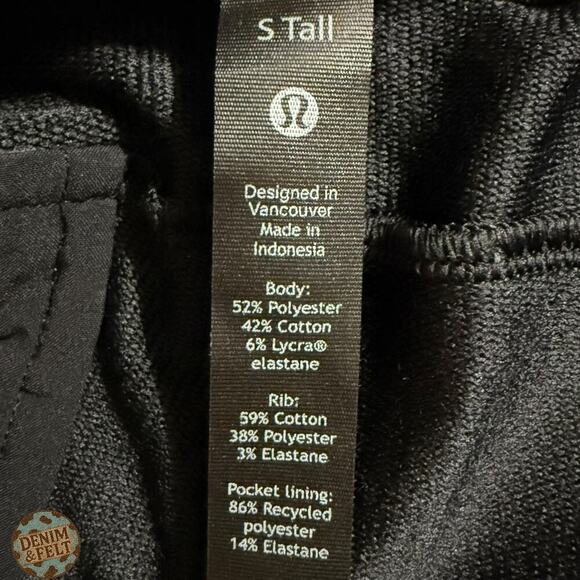 S Tall
Designed in
Vancouver
Made in
Indonesia
Body:
52% Polyester
42% Cotton
6% Lycra®
elastane
Rib:
59% Cotton
38% Polyester
3% Elastane
Pocket lining:
86% Recycled
polyester
14% Elastane
DENIM
&FELT